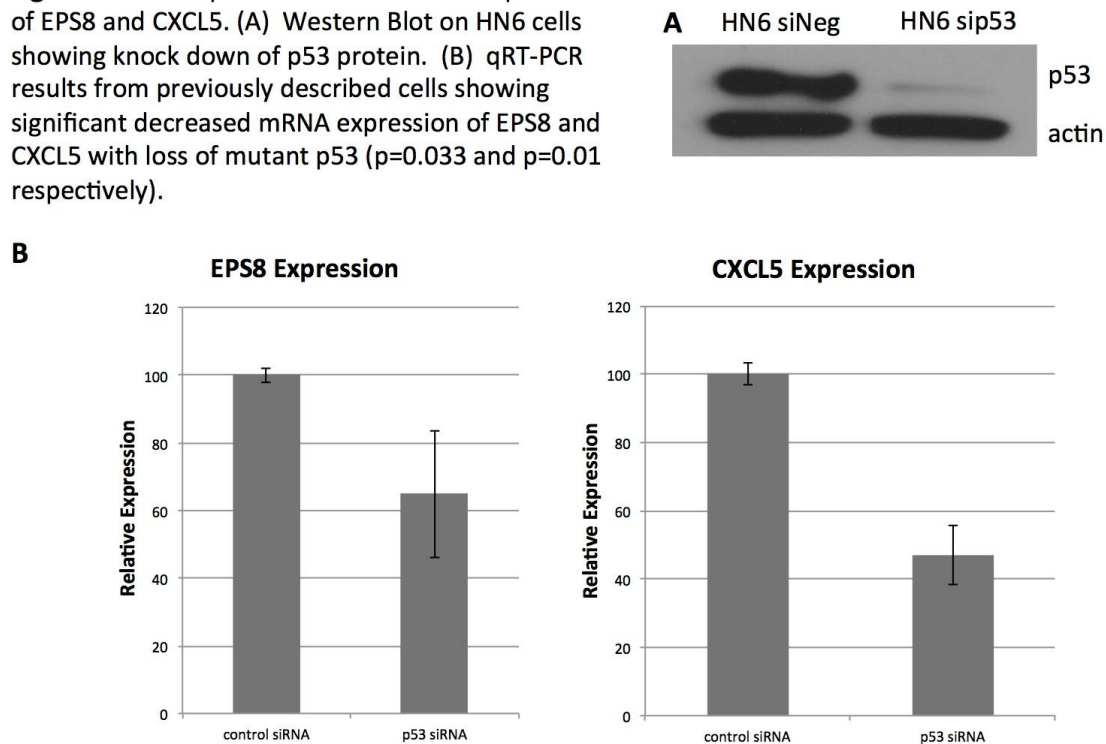 of EPS8 and CXCL5. (A) Western Blot on HN6 cells
showing knock down of p53 protein. (B) qRT-PCR
results from previously described cells showing
significant decreased mRNA expression of EPS8 and
CXCL5 with loss of mutant p53 (p=0.033 and p=0.01
respectively).
A HN6 siNeg HN6 sip53
p53
actin
B
EPS8 Expression
Relative Expression
120
100
80
60
40
20
0
control siRNA p53 siRNA
CXCL5 Expression
Relative Expression
120
100
80
60
40
20
0
control siRNA p53 siRNA